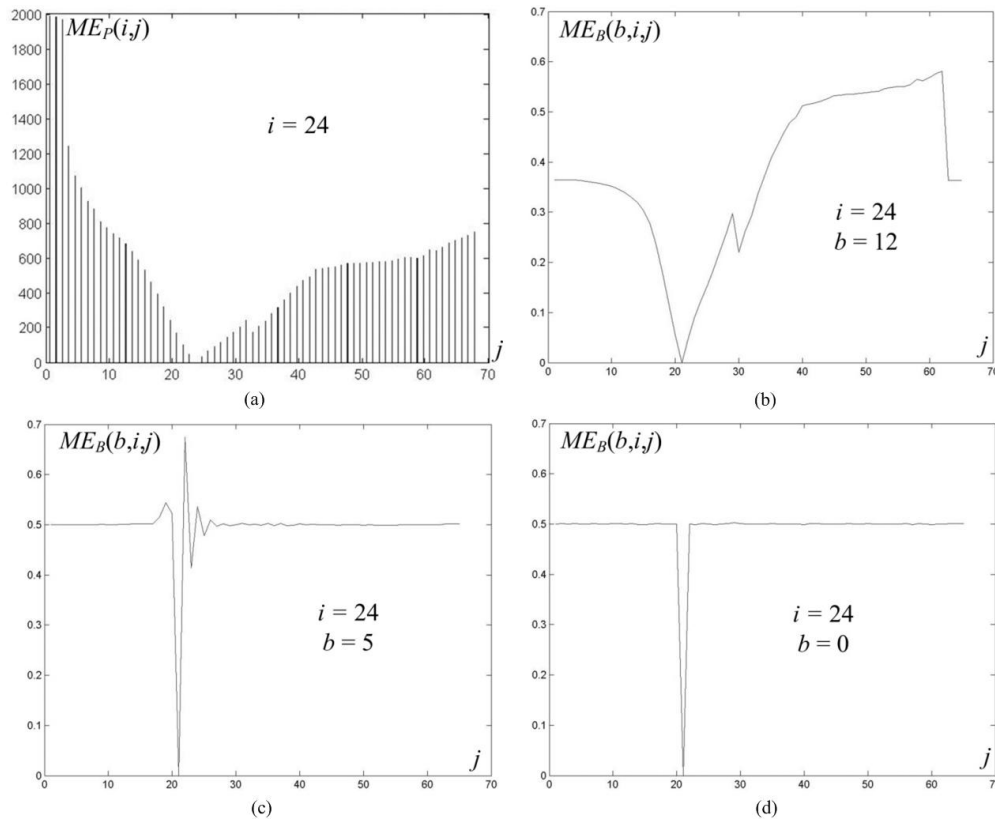 ME_P(i,j)
2000
1800
1600
1400
1200
1000
800
600
400
200
0
i = 24
0 10 20 30 40 50 60 70
j
(a)
ME_B(b,i,j)
0.7
0.6
0.5
0.4
0.3
0.2
0.1
0
i = 24
b = 12
0 10 20 30 40 50 60 70
j
(b)
ME_B(b,i,j)
0.7
0.6
0.5
0.4
0.3
0.2
0.1
0
i = 24
b = 5
0 10 20 30 40 50 60 70
j
(c)
ME_B(b,i,j)
0.7
0.6
0.5
0.4
0.3
0.2
0.1
0
i = 24
b = 0
0 10 20 30 40 50 60 70
j
(d)